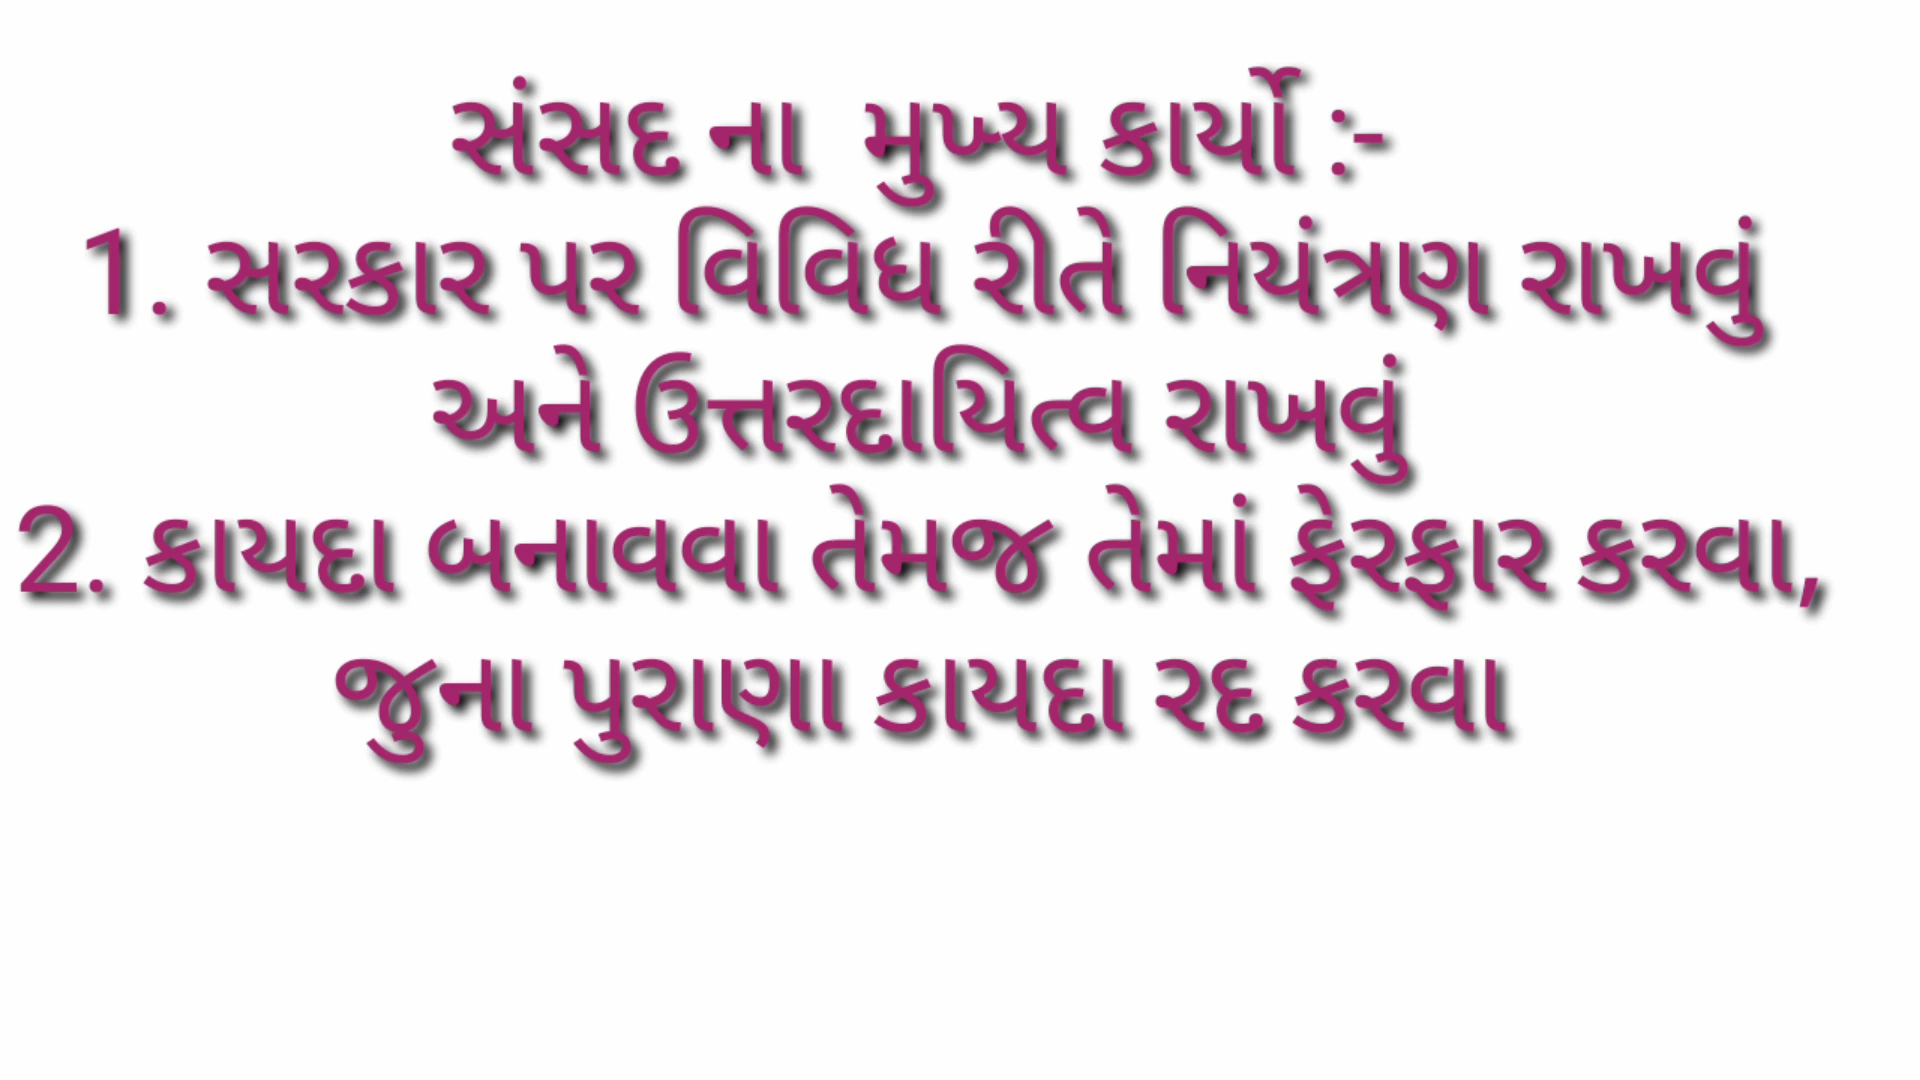 સંસદ ના  મુખ્ય કાર્યો :-
1. સરકાર પર વિવિધ રીતે નિયંત્રણ રાખવું
અને ઉત્તરદાયિત્વ રાખવું
2. કાયદા બનાવવા તેમજ તેમાં ફેરફાર કરવા,
જુના પુરાણા કાયદા રદ કરવા